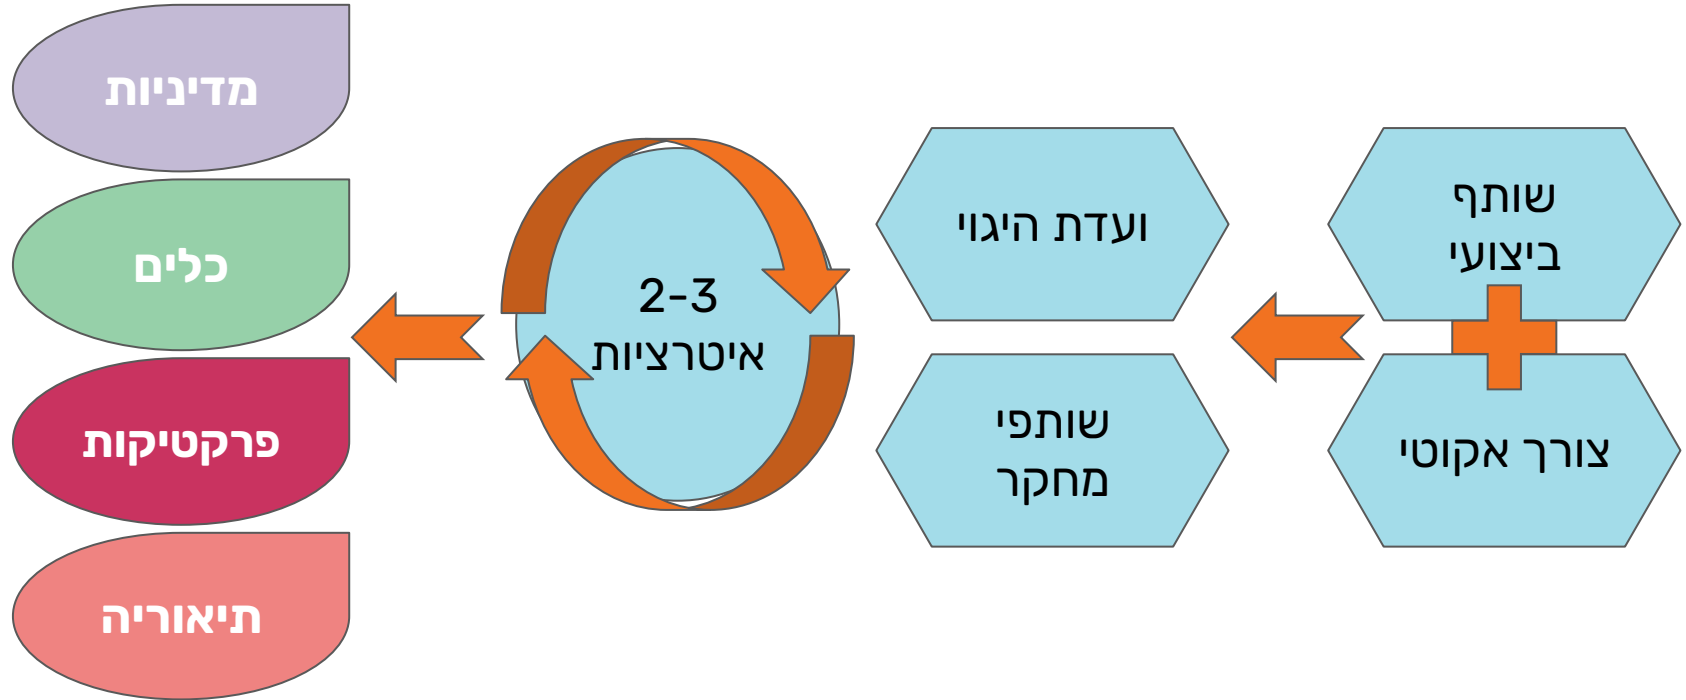 שותף
ביצועי
צורך אקוטי
ועדת היגוי
שותפי
מחקר
2-3
איטרציות
מדיניות
כלים
פרקטיקות
תיאוריה